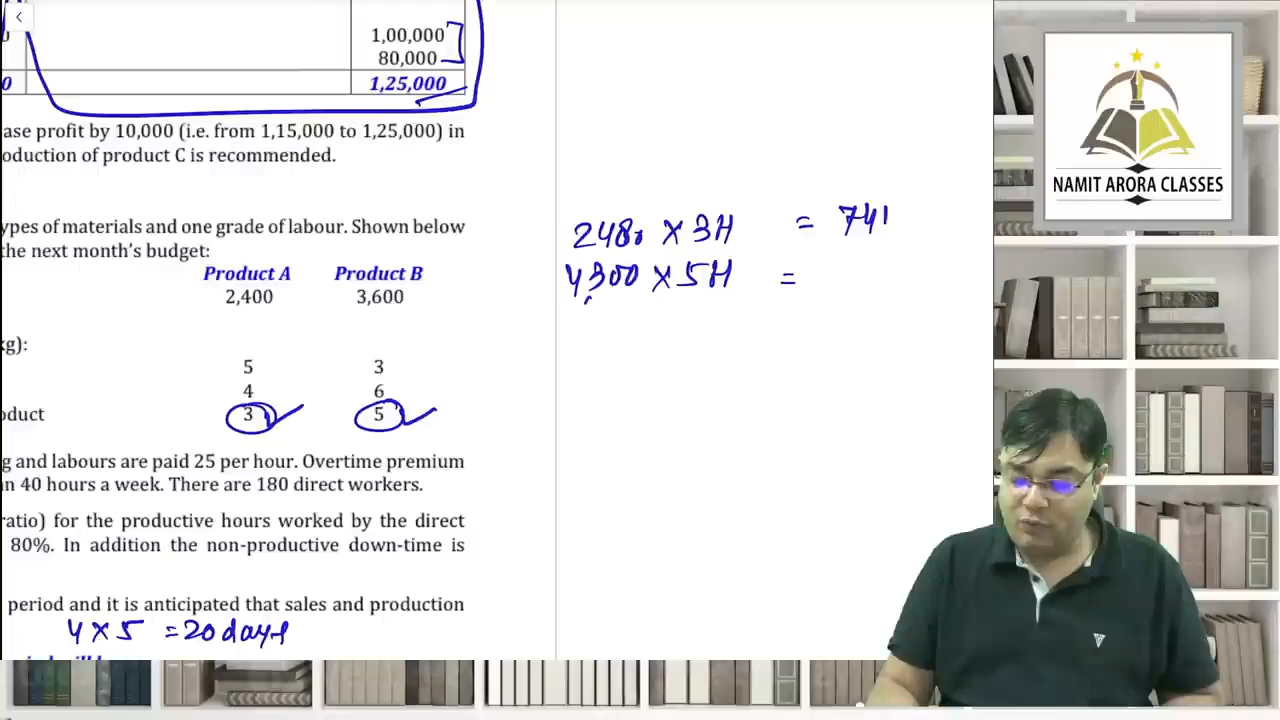 1,00,000
80,000
0 1,25,000
ase profit by 10,000 (i.e. from 1,15,000 to 1,25,000) in
oduction of product C is recommended.
ypes of materials and one grade of labour. Shown below
the next month's budget:
Product A Product B
2,400 3,600
kg):
5 3
4 6
oduct 3 5
g and labours are paid 25 per hour. Overtime premium
n 40 hours a week. There are 180 direct workers.
ratio) for the productive hours worked by the direct
80%. In addition the non-productive down-time is
period and it is anticipated that sales and production
4 X 5 = 20 days
2480 X 3H = 741
4300 X 5H =
NAMIT ARORA CLASSES